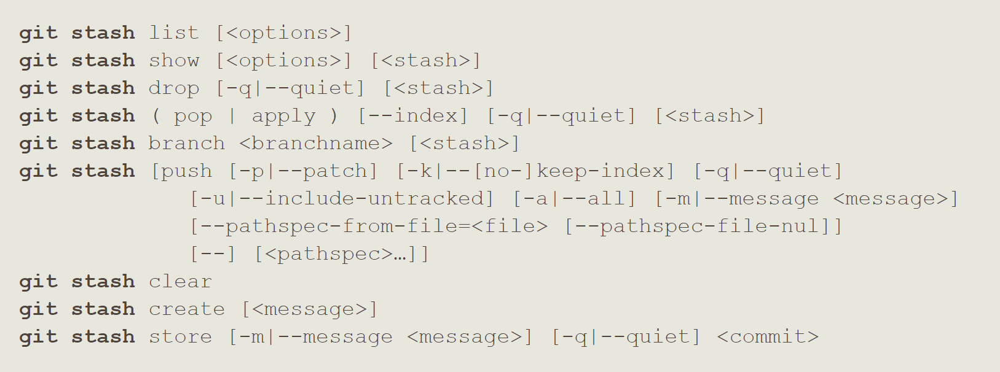 git stash list [<options>]
git stash show [<options>] [<stash>]
git stash drop [-q|--quiet] [<stash>]
git stash ( pop | apply ) [--index] [-q|--quiet] [<stash>]
git stash branch <branchname> [<stash>]
git stash [push [-p|--patch] [-k|--[no-]keep-index] [-q|--quiet]
[-u|--include-untracked] [-a|--all] [-m|--message <message>]
[--pathspec-from-file=<file> [--pathspec-file-nul]]
[--] [<pathspec>…]]
git stash clear
git stash create [<message>]
git stash store [-m|--message <message>] [-q|--quiet] <commit>